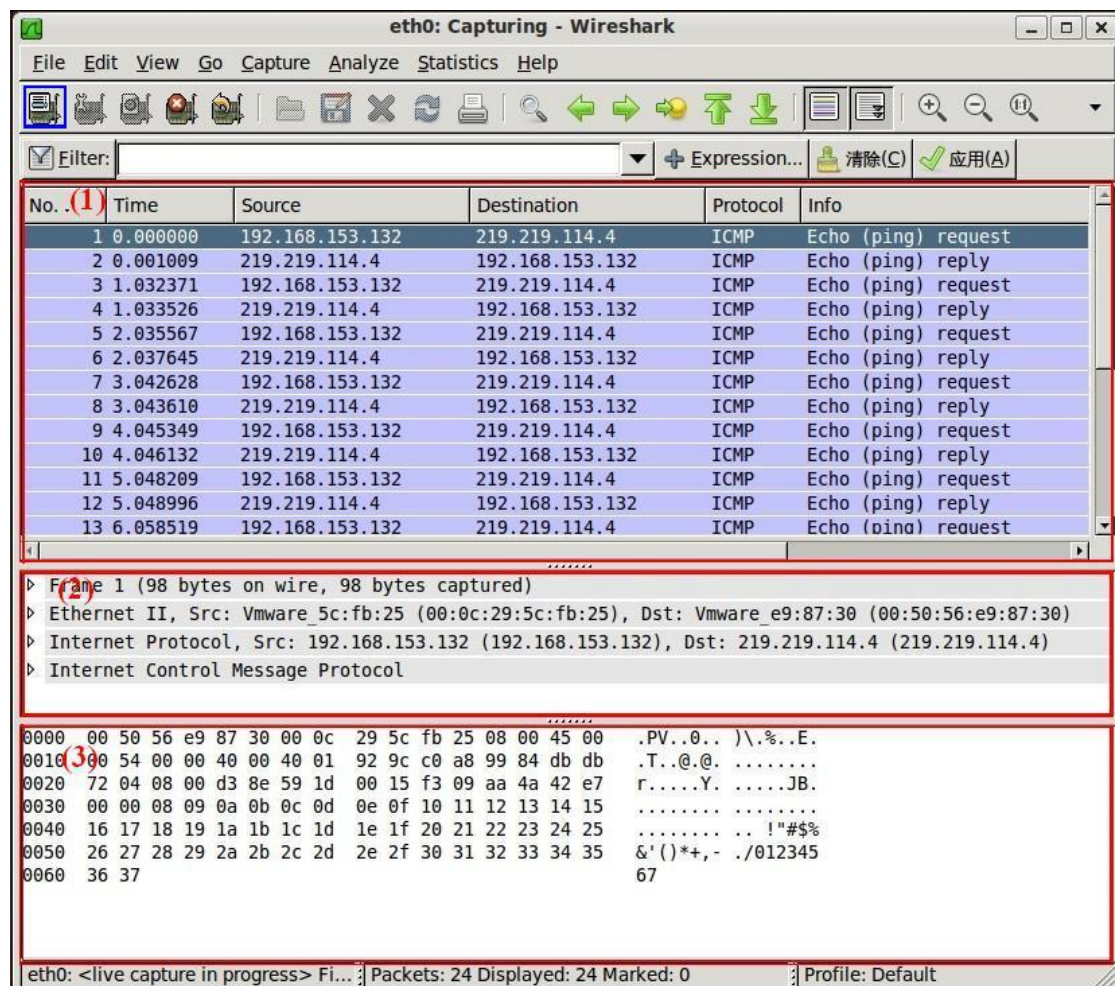 eth0: Capturing - Wireshark
File Edit View Go Capture Analyze Statistics Help
Filter: Expression... 清除(C) 应用(A)
No. . (1) Time Source Destination Protocol Info
1 0.000000 192.168.153.132 219.219.114.4 ICMP Echo (ping) request
2 0.001009 219.219.114.4 192.168.153.132 ICMP Echo (ping) reply
3 1.032371 192.168.153.132 219.219.114.4 ICMP Echo (ping) request
4 1.033526 219.219.114.4 192.168.153.132 ICMP Echo (ping) reply
5 2.035567 192.168.153.132 219.219.114.4 ICMP Echo (ping) request
6 2.037645 219.219.114.4 192.168.153.132 ICMP Echo (ping) reply
7 3.042628 192.168.153.132 219.219.114.4 ICMP Echo (ping) request
8 3.043610 219.219.114.4 192.168.153.132 ICMP Echo (ping) reply
9 4.045349 192.168.153.132 219.219.114.4 ICMP Echo (ping) request
10 4.046132 219.219.114.4 192.168.153.132 ICMP Echo (ping) reply
11 5.048209 192.168.153.132 219.219.114.4 ICMP Echo (ping) request
12 5.048996 219.219.114.4 192.168.153.132 ICMP Echo (ping) reply
13 6.058519 192.168.153.132 219.219.114.4 ICMP Echo (ping) request
(2) Frame 1 (98 bytes on wire, 98 bytes captured)
Ethernet II, Src: Vmware_5c:fb:25 (00:0c:29:5c:fb:25), Dst: Vmware_e9:87:30 (00:50:56:e9:87:30)
Internet Protocol, Src: 192.168.153.132 (192.168.153.132), Dst: 219.219.114.4 (219.219.114.4)
Internet Control Message Protocol
0000 00 50 56 e9 87 30 00 0c 29 5c fb 25 08 00 45 00 .PV..0.. )\.%..E.
0010 (3) 00 54 00 00 40 00 40 01 92 9c c0 a8 99 84 db db .T..@.@. ........
0020 72 04 08 00 d3 8e 59 1d 00 15 f3 09 aa 4a 42 e7 r.....Y. .....JB.
0030 00 00 08 09 0a 0b 0c 0d 0e 0f 10 11 12 13 14 15 ........ ........
0040 16 17 18 19 1a 1b 1c 1d 1e 1f 20 21 22 23 24 25 ........ .. !"#$%
0050 26 27 28 29 2a 2b 2c 2d 2e 2f 30 31 32 33 34 35 &'()*+,- ./012345
0060 36 37 67
eth0: <live capture in progress> Fi... Packets: 24 Displayed: 24 Marked: 0 Profile: Default